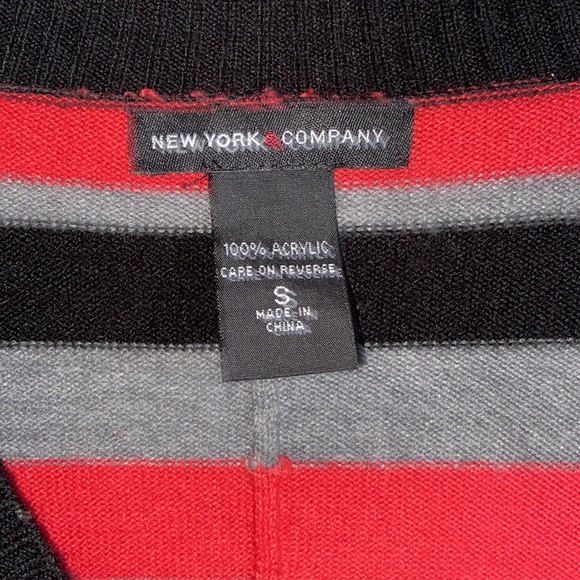 NEW YORK & COMPANY
100% ACRYLIC
CARE ON REVERSE
S
MADE IN
CHINA